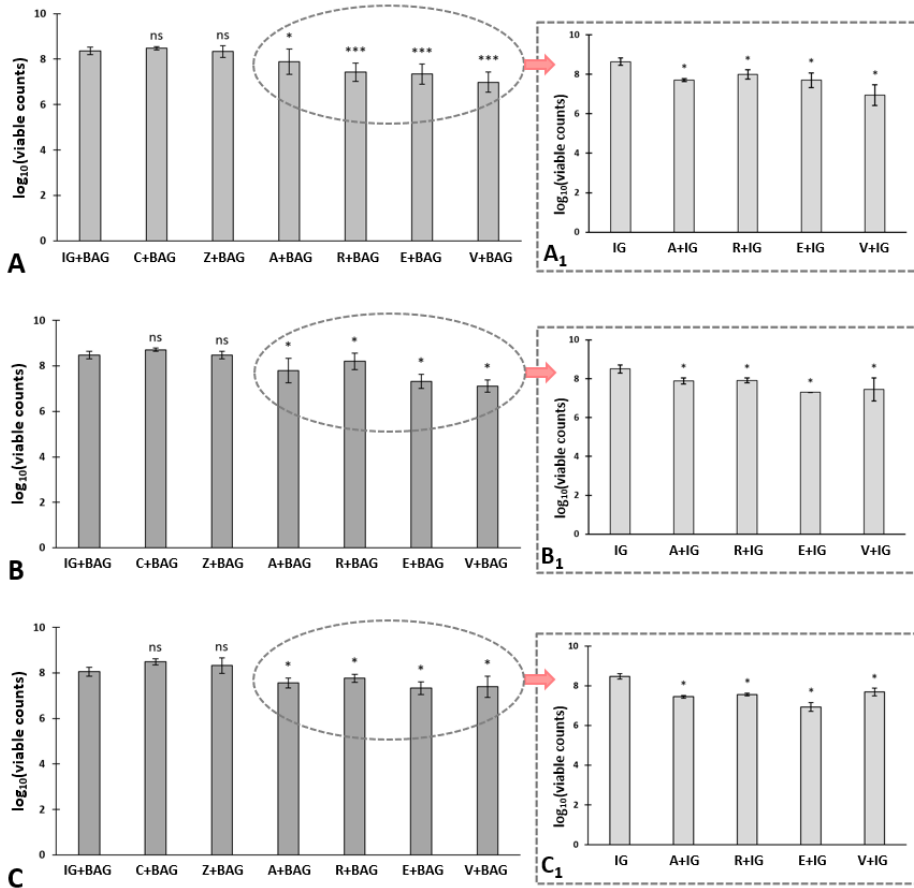 log₁₀(viable counts)
10
8
6
4
2
0
ns
ns
*
***
***
***
IG+BAG
C+BAG
Z+BAG
A+BAG
R+BAG
E+BAG
V+BAG
A
log₁₀(viable counts)
10
8
6
4
2
0
*
*
*
*
IG
A+IG
R+IG
E+IG
V+IG
A₁
log₁₀(viable counts)
10
8
6
4
2
0
ns
ns
*
*
*
*
IG+BAG
C+BAG
Z+BAG
A+BAG
R+BAG
E+BAG
V+BAG
B
log₁₀(viable counts)
10
8
6
4
2
0
*
*
*
*
IG
A+IG
R+IG
E+IG
V+IG
B₁
log₁₀(viable counts)
10
8
6
4
2
0
ns
ns
*
*
*
*
IG+BAG
C+BAG
Z+BAG
A+BAG
R+BAG
E+BAG
V+BAG
C
log₁₀(viable counts)
10
8
6
4
2
0
*
*
*
*
IG
A+IG
R+IG
E+IG
V+IG
C₁